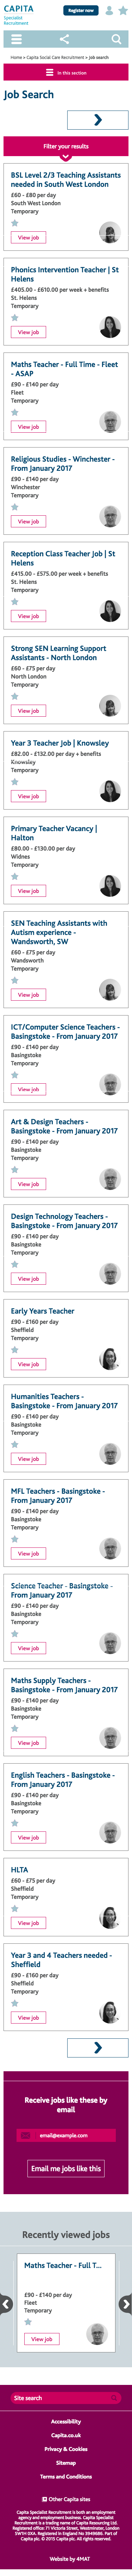 CAPITA
Specialist
Recruitment
Register now
Home > Capita Social Care Recruitment > Job search
In this section
Job Search
Filter your results
BSL Level 2/3 Teaching Assistants
needed in South West London
£60 - £80 per day
South West London
Temporary
View job
Phonics Intervention Teacher | St
Helens
£405.00 - £610.00 per week + benefits
St. Helens
Temporary
View job
Maths Teacher - Full Time - Fleet
- ASAP
£90 - £140 per day
Fleet
Temporary
View job
Religious Studies - Winchester -
From January 2017
£90 - £140 per day
Winchester
Temporary
View job
Reception Class Teacher Job | St
Helens
£415.00 - £575.00 per week + benefits
St. Helens
Temporary
View job
Strong SEN Learning Support
Assistants - North London
£60 - £75 per day
North London
Temporary
View job
Year 3 Teacher Job | Knowsley
£82.00 - £132.00 per day + benefits
Knowsley
Temporary
View job
Primary Teacher Vacancy |
Halton
£80.00 - £130.00 per day
Widnes
Temporary
View job
SEN Teaching Assistants with
Autism experience -
Wandsworth, SW
£60 - £75 per day
Wandsworth
Temporary
View job
ICT/Computer Science Teachers -
Basingstoke - From January 2017
£90 - £140 per day
Basingstoke
Temporary
View job
Art & Design Teachers -
Basingstoke - From January 2017
£90 - £140 per day
Basingstoke
Temporary
View job
Design Technology Teachers -
Basingstoke - From January 2017
£90 - £140 per day
Basingstoke
Temporary
View job
Early Years Teacher
£90 - £160 per day
Sheffield
Temporary
View job
Humanities Teachers -
Basingstoke - From January 2017
£90 - £140 per day
Basingstoke
Temporary
View job
MFL Teachers - Basingstoke -
From January 2017
£90 - £140 per day
Basingstoke
Temporary
View job
Science Teacher - Basingstoke -
From January 2017
£90 - £140 per day
Basingstoke
Temporary
View job
Maths Supply Teachers -
Basingstoke - From January 2017
£90 - £140 per day
Basingstoke
Temporary
View job
English Teachers - Basingstoke -
From January 2017
£90 - £140 per day
Basingstoke
Temporary
View job
HLTA
£60 - £75 per day
Sheffield
Temporary
View job
Year 3 and 4 Teachers needed -
Sheffield
£90 - £160 per day
Sheffield
Temporary
View job
Receive jobs like these by
email
email@example.com
Email me jobs like this
Recently viewed jobs
Maths Teacher - Full T...
£90 - £140 per day
Fleet
Temporary
View job
Site search
Accessibility
Capita.co.uk
Privacy & Cookies
Sitemap
Terms and Conditions
Other Capita sites
Capita Specialist Recruitment is both an employment
agency and employment business. Capita Specialist
Recruitment is a trading name of Capita Resourcing Ltd.
Registered office: 71 Victoria Street, Westminster, London
SW1H 0XA. Registered in England No 3949686. Part of
Capita plc. © 2015 Capita plc. All rights reserved.
Website by 4MAT